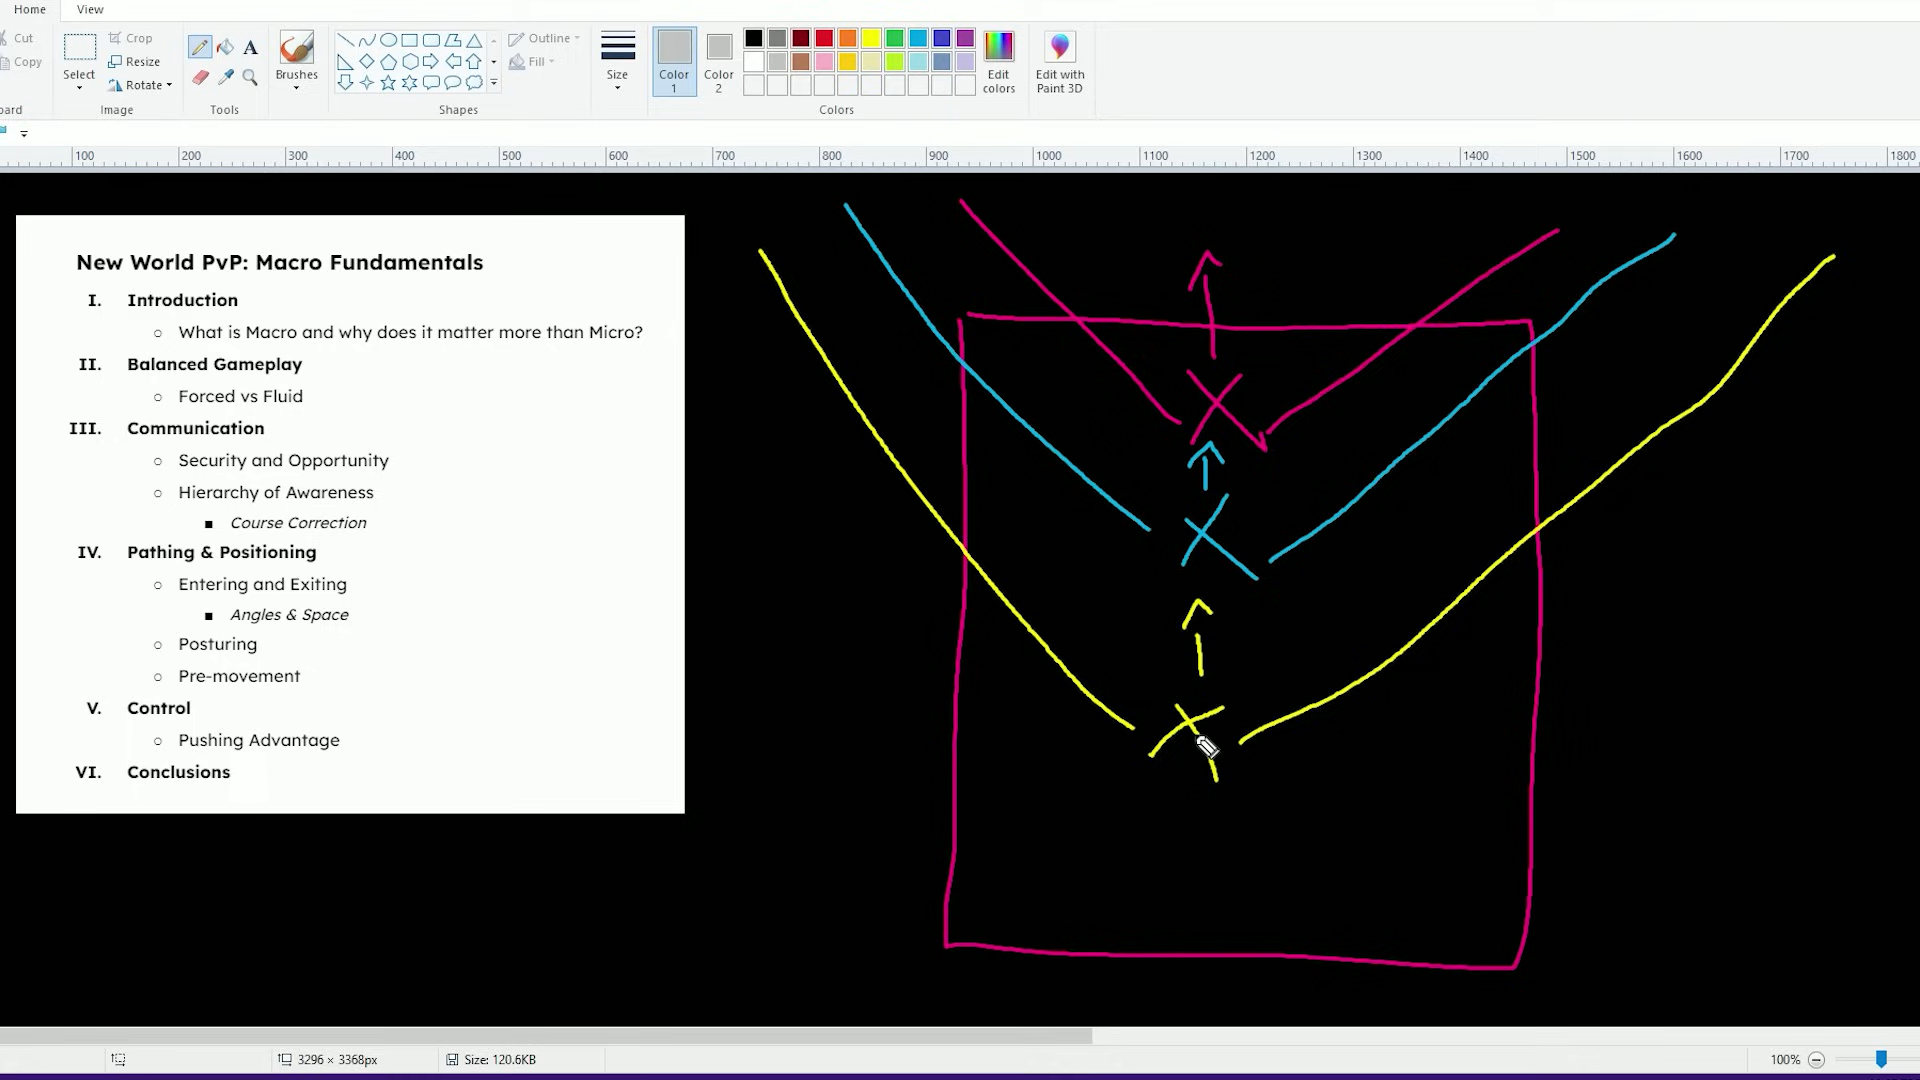 Home View
Cut
Copy
Select
Crop
Resize
Rotate
Brushes
Outline
Fill
Size
Color 1
Color 2
Edit colors
Edit with Paint 3D
oard Image Tools Shapes Colors
100 200 300 400 500 600 700 800 900 1000 1100 1200 1300 1400 1500 1600 1700 1800
New World PvP: Macro Fundamentals
I. Introduction
What is Macro and why does it matter more than Micro?
II. Balanced Gameplay
Forced vs Fluid
III. Communication
Security and Opportunity
Hierarchy of Awareness
Course Correction
IV. Pathing & Positioning
Entering and Exiting
Angles & Space
Posturing
Pre-movement
V. Control
Pushing Advantage
VI. Conclusions
3296 × 3368px Size: 120.6KB 100%